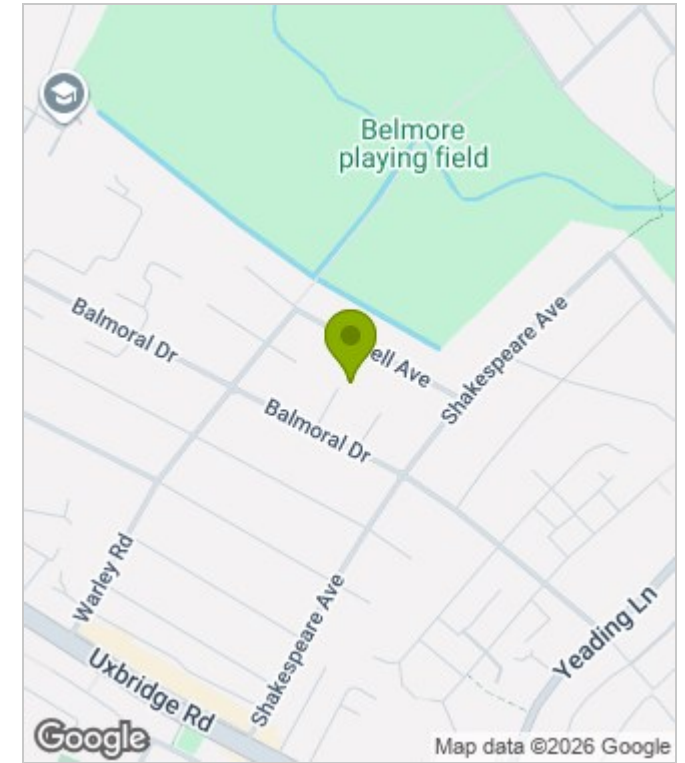 Belmore
playing field
Balmoral Dr
ell Ave
Shakespeare Ave
Balmoral Dr
Warley Rd
Shakespeare Ave
Yeading Ln
Uxbridge Rd
Google
Map data ©2026 Google